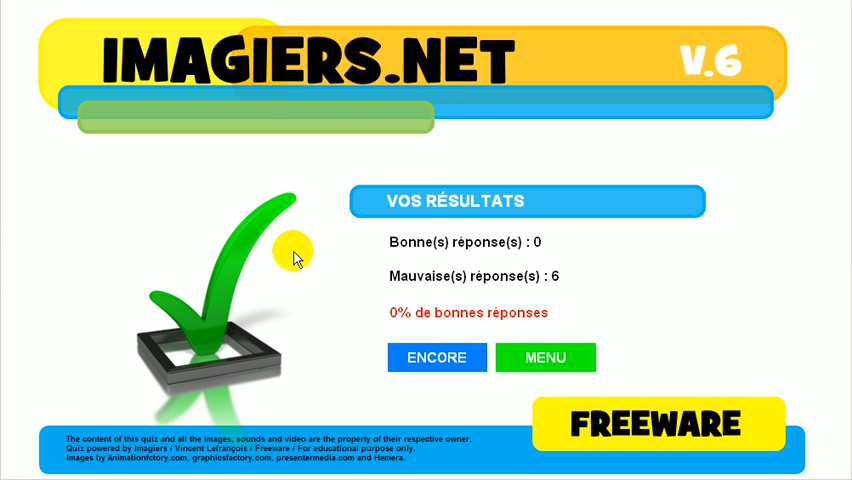 IMAGIERS.NET
V.6
VOS RÉSULTATS
Bonne(s) réponse(s) : 0
Mauvaise(s) réponse(s) : 6
0% de bonnes réponses
ENCORE
MENU
FREEWARE
The content of this quiz and all the images, sounds and video are the property of their respective owner.
Quiz powered by Imagiers / Vincent Lefrançois / Freeware / For educational purpose only.
Images by Animationfctory.com, graphicsfactory.com, presentermedia.com and Hemera.